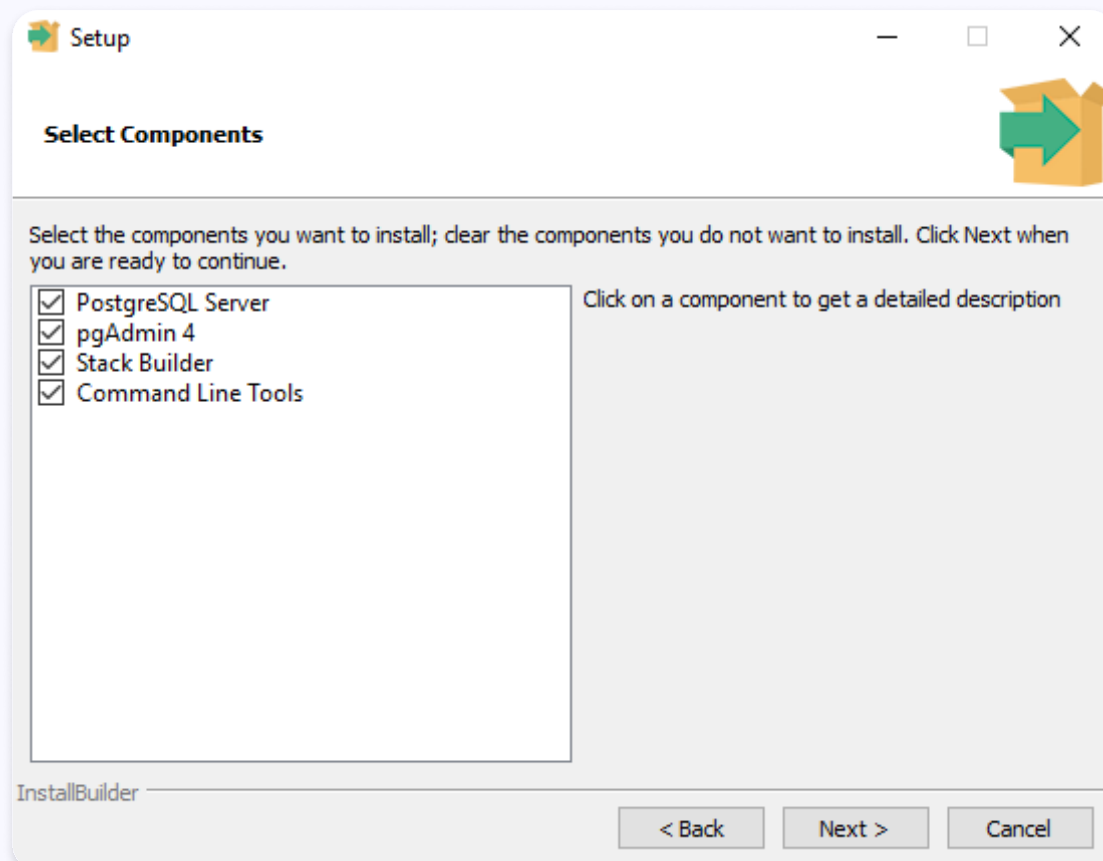 Setup
Select Components
Select the components you want to install; clear the components you do not want to install. Click Next when
you are ready to continue.
PostgreSQL Server
pgAdmin 4
Stack Builder
Command Line Tools
Click on a component to get a detailed description
InstallBuilder
< Back
Next >
Cancel